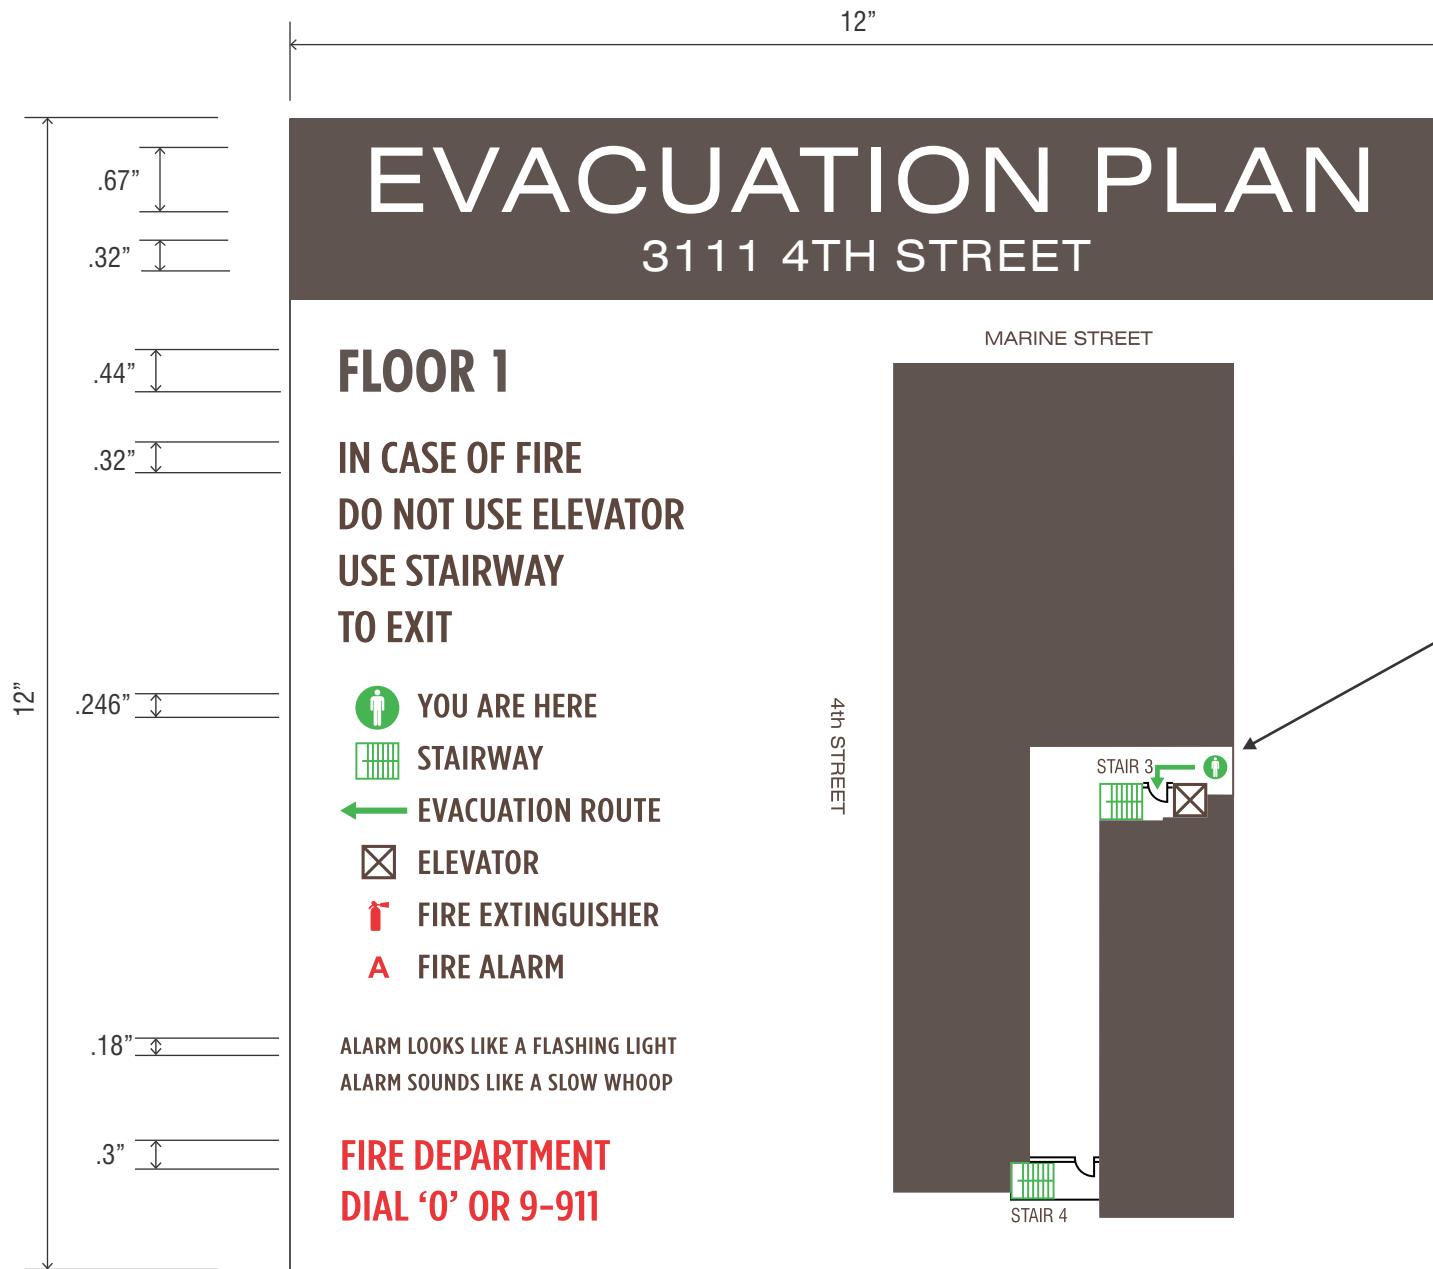 12”
EVACUATION PLAN
3111 4TH STREET
.67”
.32”
.44”
.32”
12”
.246”
.18”
.3”
FLOOR 1
IN CASE OF FIRE
DO NOT USE ELEVATOR
USE STAIRWAY
TO EXIT
YOU ARE HERE
STAIRWAY
EVACUATION ROUTE
ELEVATOR
FIRE EXTINGUISHER
A FIRE ALARM
ALARM LOOKS LIKE A FLASHING LIGHT
ALARM SOUNDS LIKE A SLOW WHOOP
FIRE DEPARTMENT
DIAL ‘0’ OR 9-911
MARINE STREET
4th STREET
STAIR 3
STAIR 4